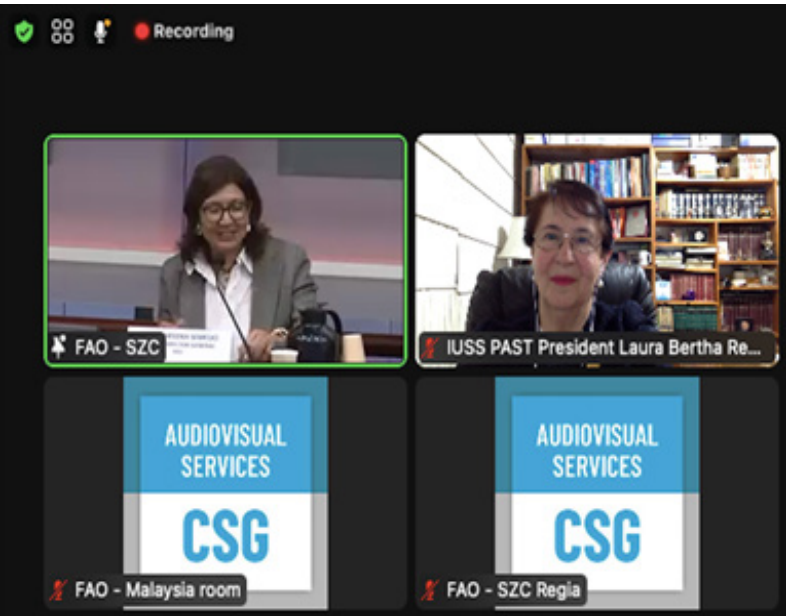 Recording
FAO - SZC
IUSS PAST President Laura Bertha Re...
AUDIOVISUAL
SERVICES
CSG
FAO - Malaysia room
AUDIOVISUAL
SERVICES
CSG
FAO - SZC Regia